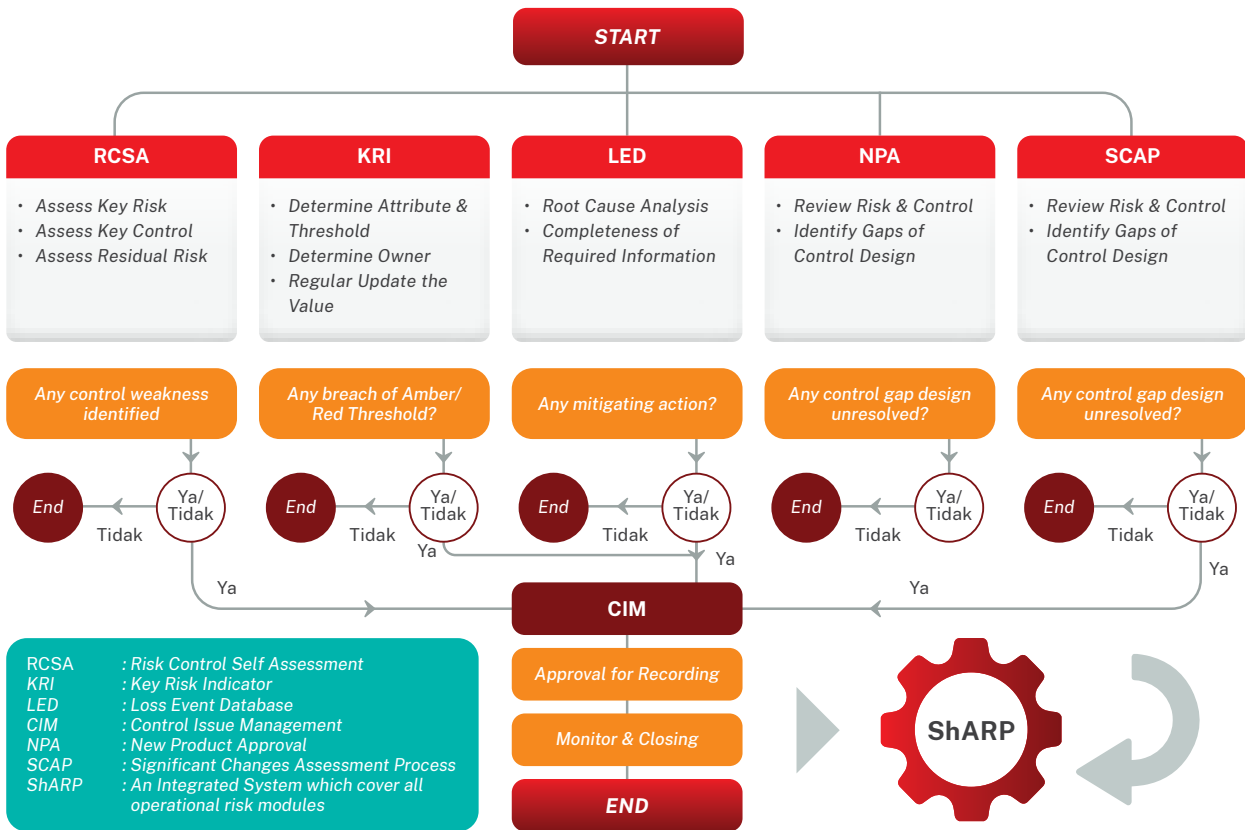 START
RCSA
• Assess Key Risk
• Assess Key Control
• Assess Residual Risk
KRI
• Determine Attribute &
Threshold
• Determine Owner
• Regular Update the
Value
LED
• Root Cause Analysis
• Completeness of
Required Information
NPA
• Review Risk & Control
• Identify Gaps of
Control Design
SCAP
• Review Risk & Control
• Identify Gaps of
Control Design
Any control weakness
identified
Any breach of Amber/
Red Threshold?
Any mitigating action?
Any control gap design
unresolved?
Any control gap design
unresolved?
End
Tidak
Ya/
Tidak
Ya
End
Tidak
Ya/
Tidak
Ya
End
Tidak
Ya/
Tidak
Ya
End
Tidak
Ya/
Tidak
Ya
End
Tidak
Ya/
Tidak
Ya
CIM
Approval for Recording
Monitor & Closing
END
RCSA : Risk Control Self Assessment
KRI : Key Risk Indicator
LED : Loss Event Database
CIM : Control Issue Management
NPA : New Product Approval
SCAP : Significant Changes Assessment Process
ShARP : An Integrated System which cover all
operational risk modules
ShARP